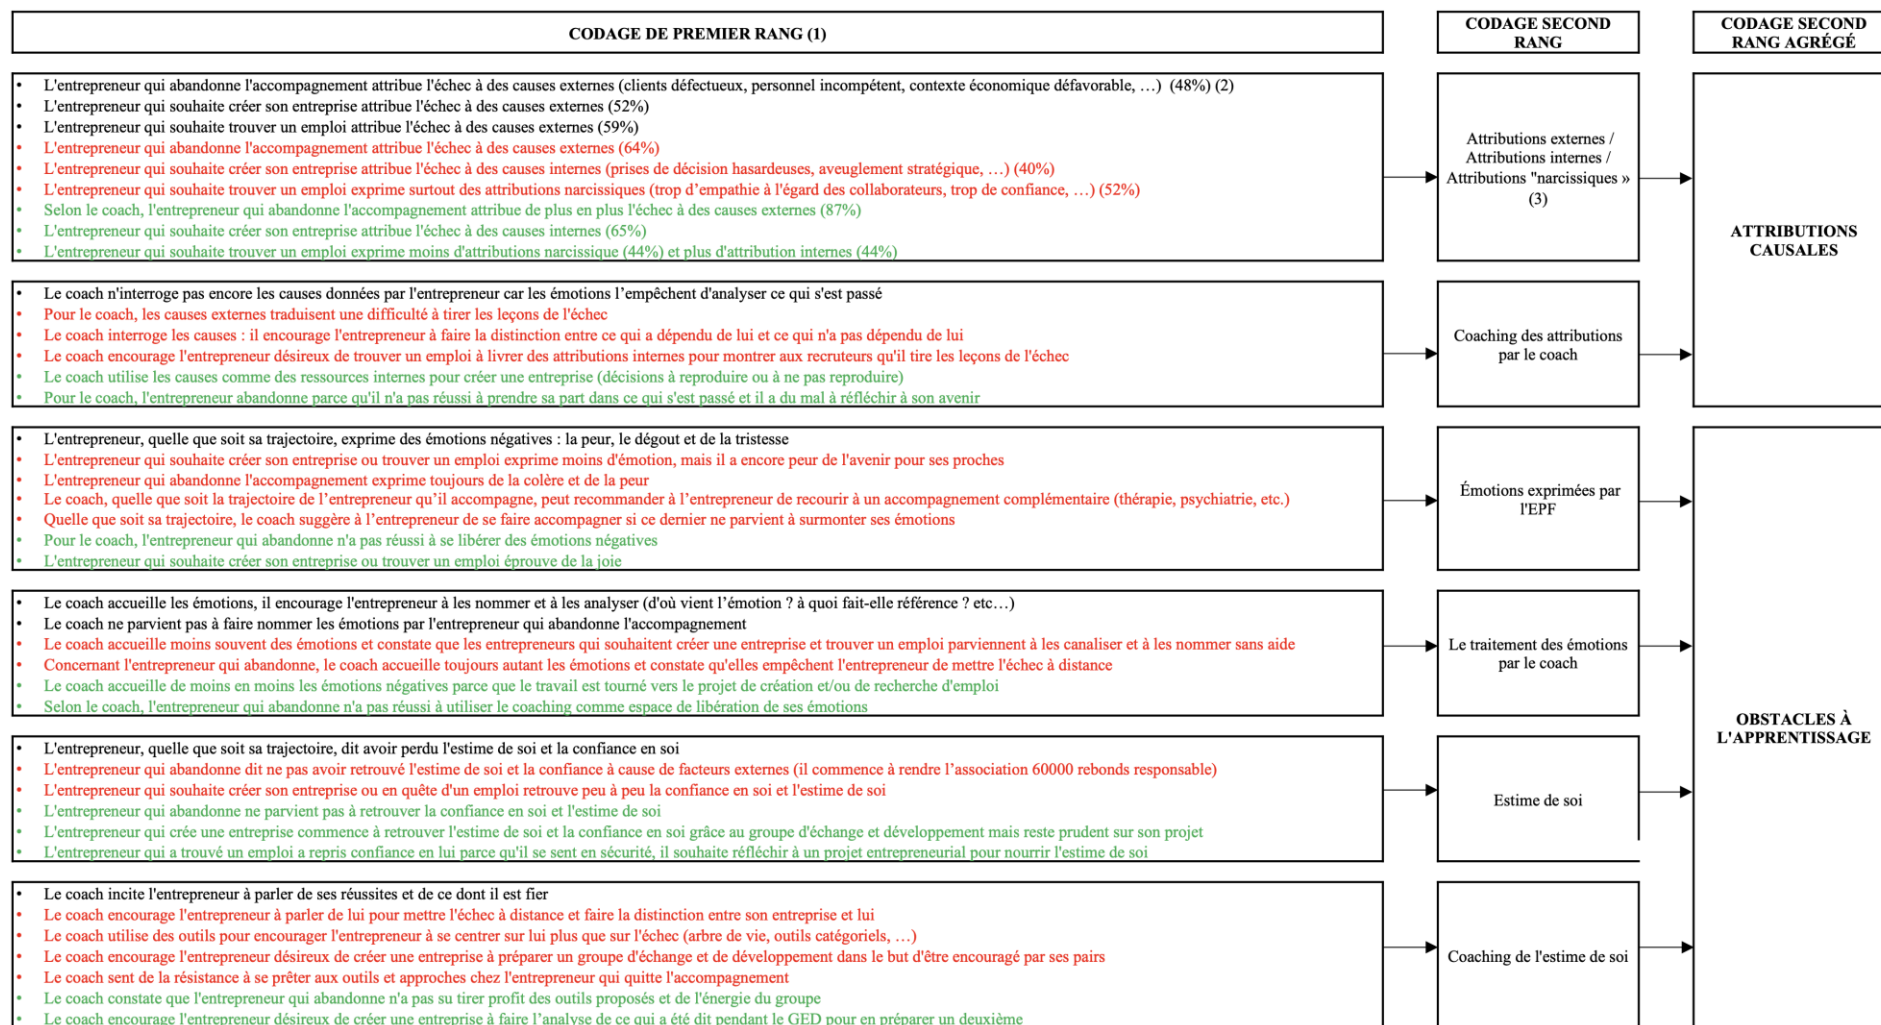 CODAGE DE PREMIER RANG (1)
CODAGE SECOND
RANG
CODAGE SECOND
RANG AGRÉGÉ
• L'entrepreneur qui abandonne l'accompagnement attribue l'échec à des causes externes (clients défectueux, personnel incompétent, contexte économique défavorable, …) (48%) (2)
• L'entrepreneur qui souhaite créer son entreprise attribue l'échec à des causes externes (52%)
• L'entrepreneur qui souhaite trouver un emploi attribue l'échec à des causes externes (59%)
• L'entrepreneur qui abandonne l'accompagnement attribue l'échec à des causes externes (64%)
• L'entrepreneur qui souhaite créer son entreprise attribue l'échec à des causes internes (prises de décision hasardeuses, aveuglement stratégique, …) (40%)
• L'entrepreneur qui souhaite trouver un emploi exprime surtout des attributions narcissiques (trop d’empathie à l'égard des collaborateurs, trop de confiance, …) (52%)
• Selon le coach, l'entrepreneur qui abandonne l'accompagnement attribue de plus en plus l'échec à des causes externes (87%)
• L'entrepreneur qui souhaite créer son entreprise attribue l'échec à des causes internes (65%)
• L'entrepreneur qui souhaite trouver un emploi exprime moins d'attributions narcissique (44%) et plus d'attribution internes (44%)
Attributions externes /
Attributions internes /
Attributions "narcissiques »
(3)
ATTRIBUTIONS
CAUSALES
• Le coach n'interroge pas encore les causes données par l'entrepreneur car les émotions l’empêchent d'analyser ce qui s'est passé
• Pour le coach, les causes externes traduisent une difficulté à tirer les leçons de l'échec
• Le coach interroge les causes : il encourage l'entrepreneur à faire la distinction entre ce qui a dépendu de lui et ce qui n'a pas dépendu de lui
• Le coach encourage l'entrepreneur désireux de trouver un emploi à livrer des attributions internes pour montrer aux recruteurs qu'il tire les leçons de l'échec
• Le coach utilise les causes comme des ressources internes pour créer une entreprise (décisions à reproduire ou à ne pas reproduire)
• Pour le coach, l'entrepreneur abandonne parce qu'il n'a pas réussi à prendre sa part dans ce qui s'est passé et il a du mal à réfléchir à son avenir
Coaching des attributions
par le coach
• L'entrepreneur, quelle que soit sa trajectoire, exprime des émotions négatives : la peur, le dégout et de la tristesse
• L'entrepreneur qui souhaite créer son entreprise ou trouver un emploi exprime moins d'émotion, mais il a encore peur de l'avenir pour ses proches
• L'entrepreneur qui abandonne l'accompagnement exprime toujours de la colère et de la peur
• Le coach, quelle que soit la trajectoire de l’entrepreneur qu’il accompagne, peut recommander à l’entrepreneur de recourir à un accompagnement complémentaire (thérapie, psychiatrie, etc.)
• Quelle que soit sa trajectoire, le coach suggère à l’entrepreneur de se faire accompagner si ce dernier ne parvient à surmonter ses émotions
• Pour le coach, l'entrepreneur qui abandonne n'a pas réussi à se libérer des émotions négatives
• L'entrepreneur qui souhaite créer son entreprise ou trouver un emploi éprouve de la joie
Émotions exprimées par
l'EPF
• Le coach accueille les émotions, il encourage l'entrepreneur à les nommer et à les analyser (d'où vient l’émotion ? à quoi fait-elle référence ? etc…)
• Le coach ne parvient pas à faire nommer les émotions par l'entrepreneur qui abandonne l'accompagnement
• Le coach accueille moins souvent des émotions et constate que les entrepreneurs qui souhaitent créer une entreprise et trouver un emploi parviennent à les canaliser et à les nommer sans aide
• Concernant l'entrepreneur qui abandonne, le coach accueille toujours autant les émotions et constate qu'elles empêchent l'entrepreneur de mettre l'échec à distance
• Le coach accueille de moins en moins les émotions négatives parce que le travail est tourné vers le projet de création et/ou de recherche d'emploi
• Selon le coach, l'entrepreneur qui abandonne n'a pas réussi à utiliser le coaching comme espace de libération de ses émotions
Le traitement des émotions
par le coach
OBSTACLES À
L'APPRENTISSAGE
• L'entrepreneur, quelle que soit sa trajectoire, dit avoir perdu l'estime de soi et la confiance en soi
• L'entrepreneur qui abandonne dit ne pas avoir retrouvé l'estime de soi et la confiance à cause de facteurs externes (il commence à rendre l’association 60000 rebonds responsable)
• L'entrepreneur qui souhaite créer son entreprise ou en quête d'un emploi retrouve peu à peu la confiance en soi et l'estime de soi
• L'entrepreneur qui abandonne ne parvient pas à retrouver la confiance en soi et l'estime de soi
• L'entrepreneur qui crée une entreprise commence à retrouver l'estime de soi et la confiance en soi grâce au groupe d'échange et développement mais reste prudent sur son projet
• L'entrepreneur qui a trouvé un emploi a repris confiance en lui parce qu'il se sent en sécurité, il souhaite réfléchir à un projet entrepreneurial pour nourrir l'estime de soi
Estime de soi
• Le coach incite l'entrepreneur à parler de ses réussites et de ce dont il est fier
• Le coach encourage l'entrepreneur à parler de lui pour mettre l'échec à distance et faire la distinction entre son entreprise et lui
• Le coach utilise des outils pour encourager l'entrepreneur à se centrer sur lui plus que sur l'échec (arbre de vie, outils catégoriels, …)
• Le coach encourage l'entrepreneur désireux de créer une entreprise à préparer un groupe d'échange et de développement dans le but d'être encouragé par ses pairs
• Le coach sent de la résistance à se prêter aux outils et approches chez l'entrepreneur qui quitte l'accompagnement
• Le coach constate que l'entrepreneur qui abandonne n'a pas su tirer profit des outils proposés et de l'énergie du groupe
• Le coach encourage l'entrepreneur désireux de créer une entreprise à faire l’analyse de ce qui a été dit pendant le GED pour en préparer un deuxième
Coaching de l'estime de soi